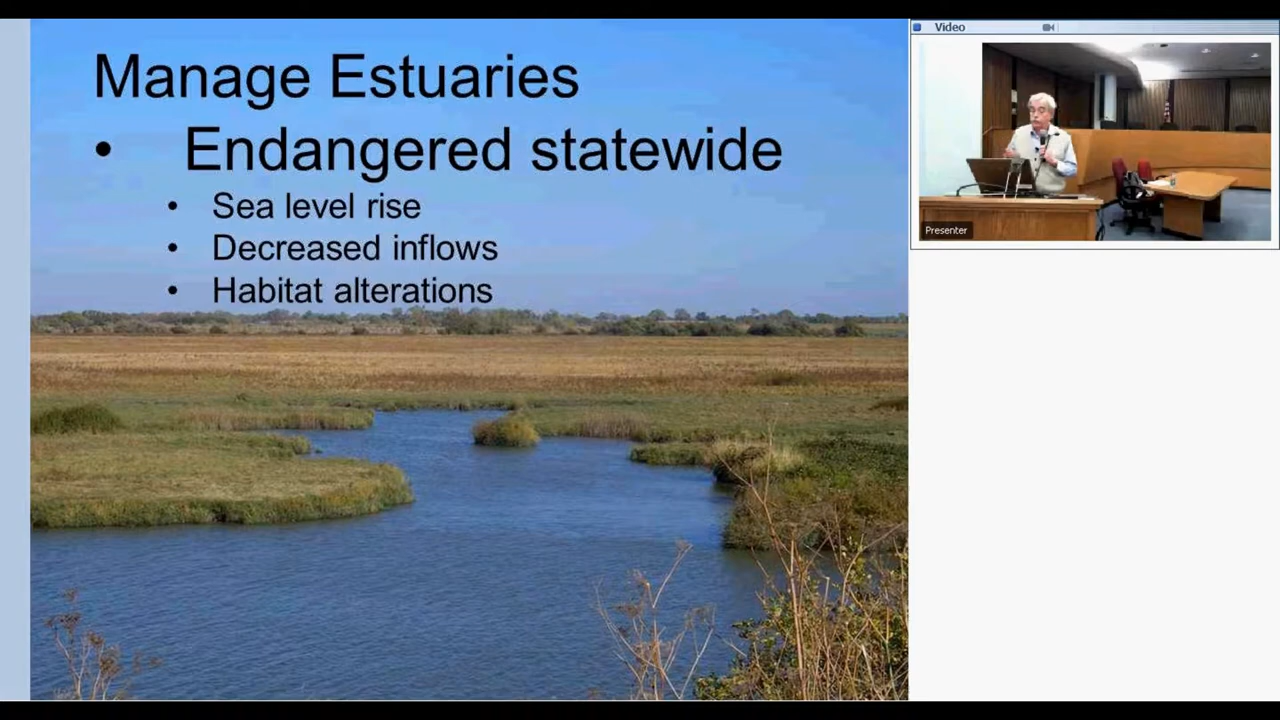 Manage Estuaries
• Endangered statewide
• Sea level rise
• Decreased inflows
• Habitat alterations
Video
Presenter